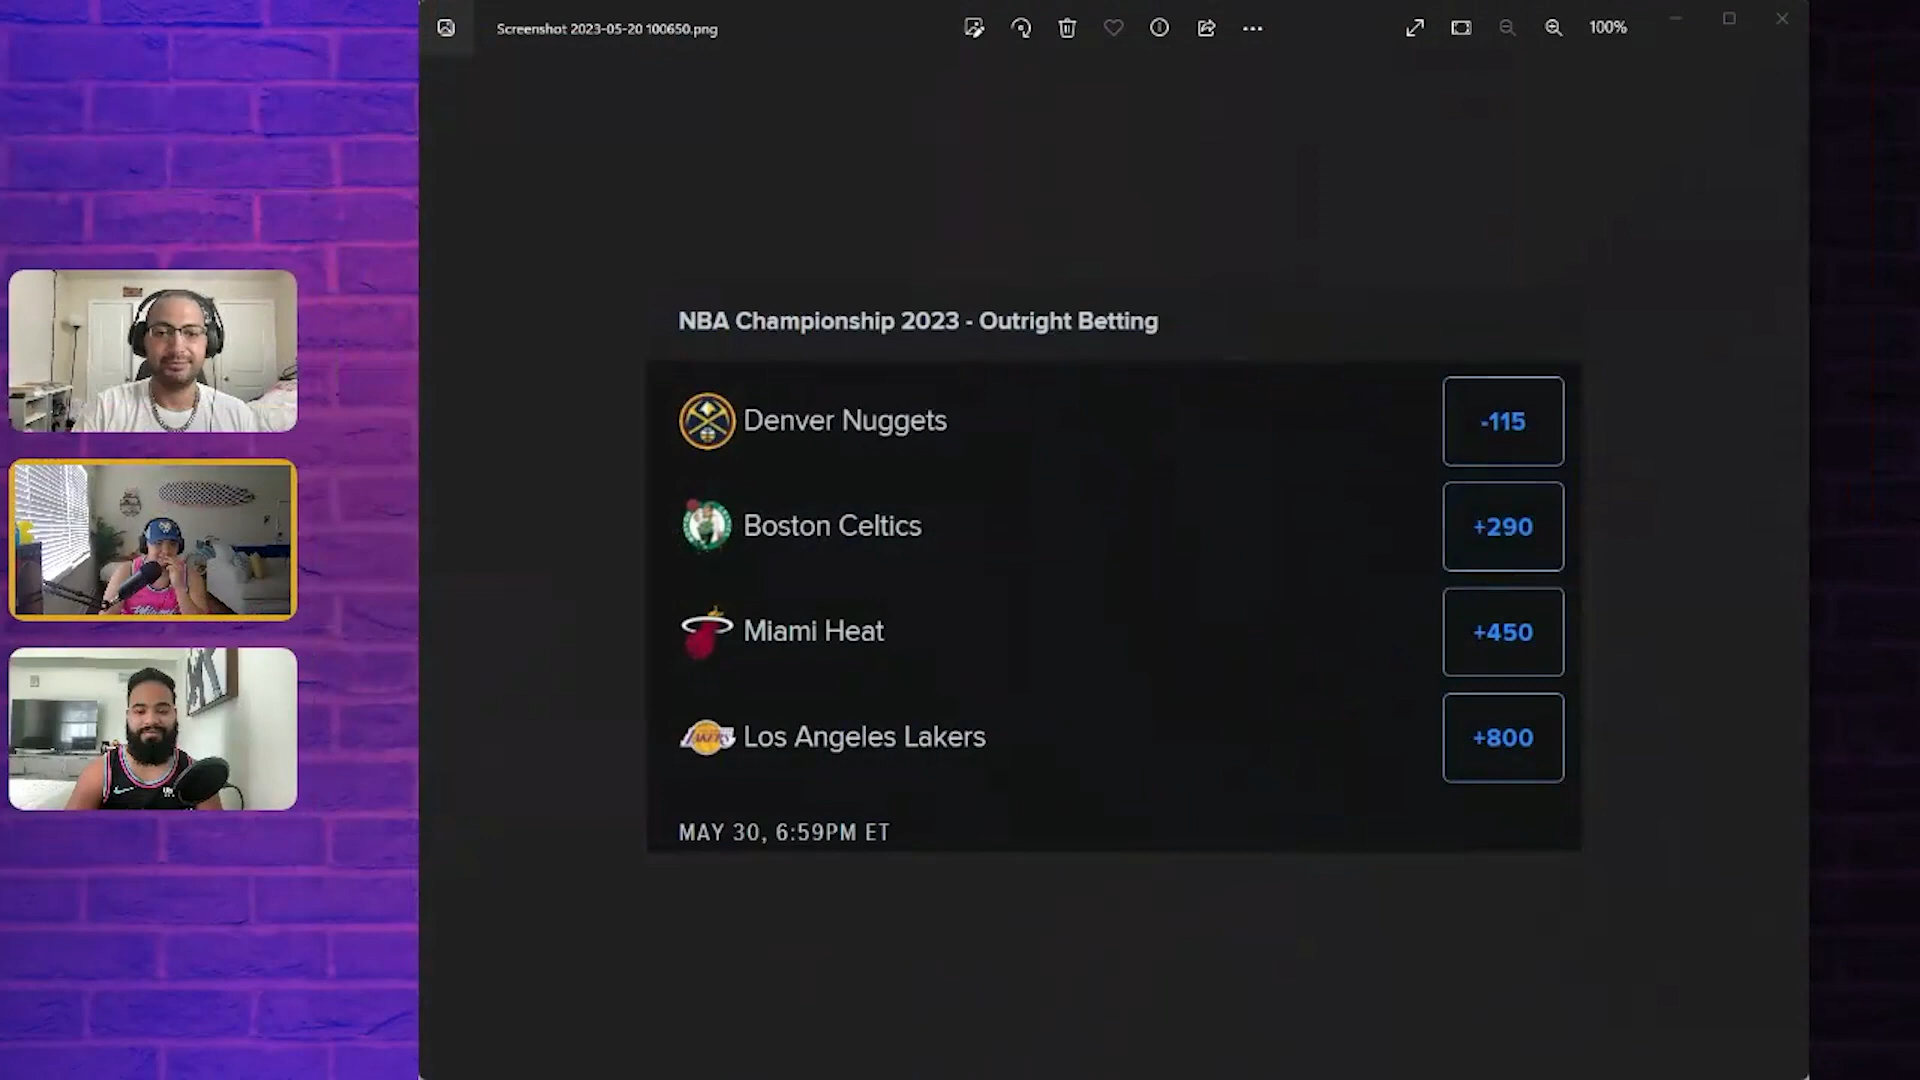 Screenshot 2023-05-20 100650.png
100%
NBA Championship 2023 - Outright Betting
Denver Nuggets
-115
Boston Celtics
+290
Miami Heat
+450
LAKERS
Los Angeles Lakers
+800
MAY 30, 6:59PM ET